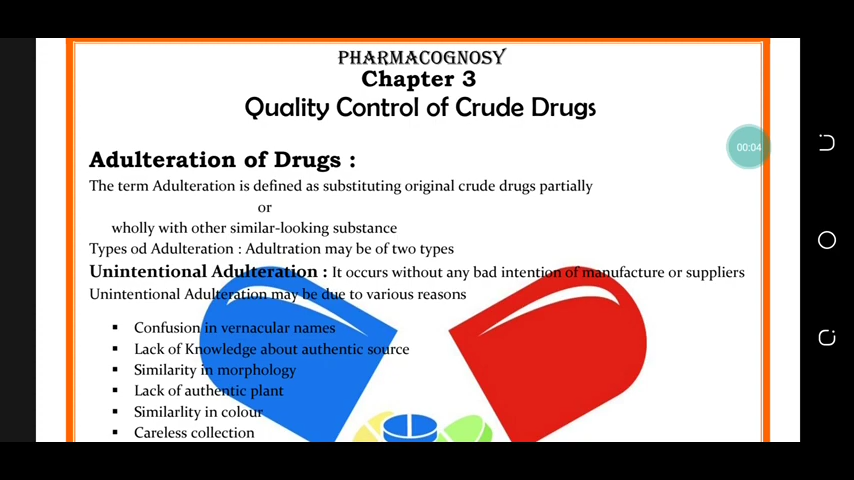 PHARMACOGNOSY
Chapter 3
Quality Control of Crude Drugs
00:04
Adulteration of Drugs :
The term Adulteration is defined as substituting original crude drugs partially
or
wholly with other similar-looking substance
Types od Adulteration : Adultration may be of two types
Unintentional Adulteration : It occurs without any bad intention of manufacture or suppliers
Unintentional Adulteration may be due to various reasons
▪ Confusion in vernacular names
▪ Lack of Knowledge about authentic source
▪ Similarity in morphology
▪ Lack of authentic plant
▪ Similarlity in colour
▪ Careless collection